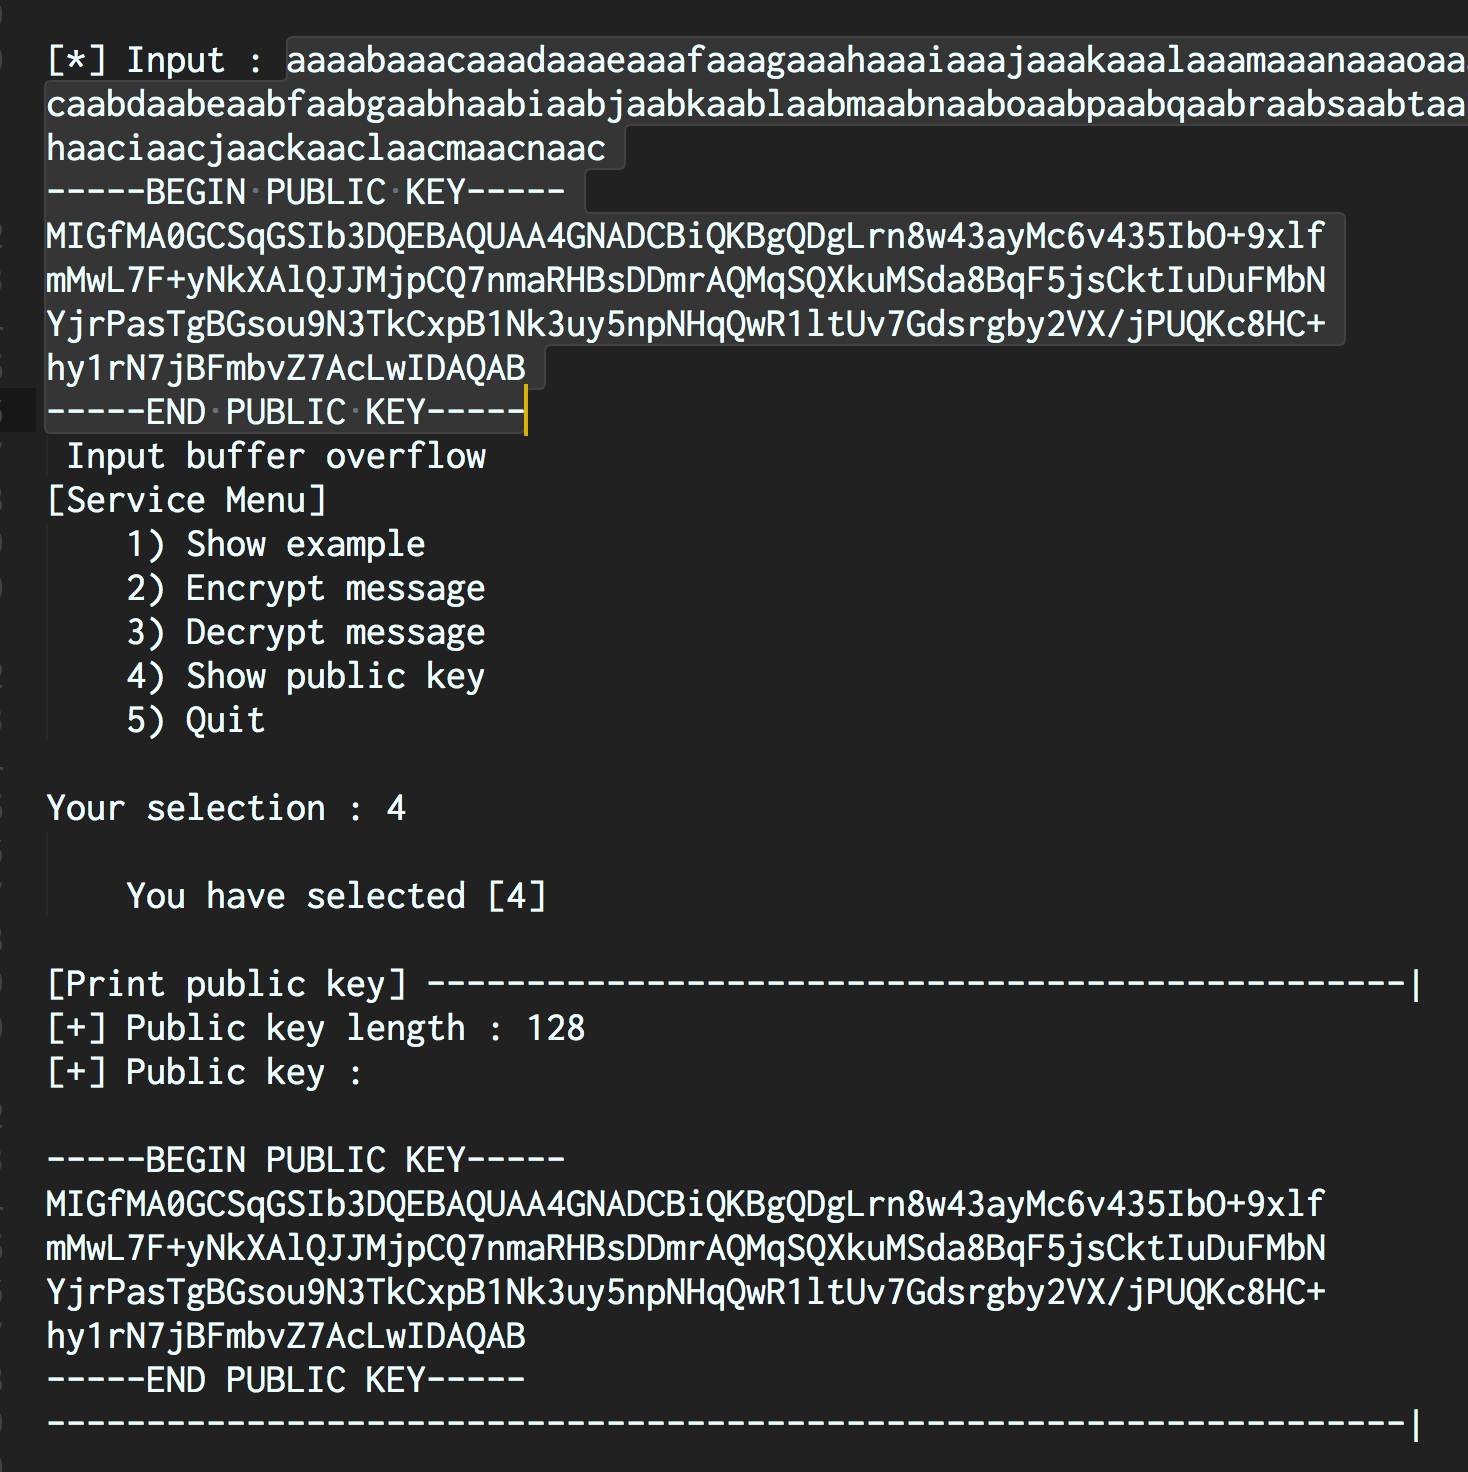 [*] Input : aaaabaaacaaadaaaeaaafaaagaaahaaaiaaajaaakaaalaaamaaanaaaoaa
caabdaabeaabfaabgaabhaabiaabjaabkaablaabmaabnaaboaabpaabqaabraabsaabtaa
haaciaacjaackaaclaacmaacnaac
-----BEGIN·PUBLIC·KEY-----
MIGfMA0GCSqGSIb3DQEBAQUAA4GNADCBiQKBgQDgLrn8w43ayMc6v435IbO+9xlf
mMwL7F+yNkXAlQJJMjpCQ7nmaRHBsDDmrAQMqSQXkuMSda8BqF5jsCktIuDuFMbN
YjrPasTgBGsou9N3TkCxpB1Nk3uy5npNHqQwR1ltUv7Gdsrgby2VX/jPUQKc8HC+
hy1rN7jBFmbvZ7AcLwIDAQAB
-----END·PUBLIC·KEY-----
Input buffer overflow
[Service Menu]
1) Show example
2) Encrypt message
3) Decrypt message
4) Show public key
5) Quit
Your selection : 4
You have selected [4]
[Print public key] -------------------------------------------------|
[+] Public key length : 128
[+] Public key :
-----BEGIN PUBLIC KEY-----
MIGfMA0GCSqGSIb3DQEBAQUAA4GNADCBiQKBgQDgLrn8w43ayMc6v435IbO+9xlf
mMwL7F+yNkXAlQJJMjpCQ7nmaRHBsDDmrAQMqSQXkuMSda8BqF5jsCktIuDuFMbN
YjrPasTgBGsou9N3TkCxpB1Nk3uy5npNHqQwR1ltUv7Gdsrgby2VX/jPUQKc8HC+
hy1rN7jBFmbvZ7AcLwIDAQAB
-----END PUBLIC KEY-----
--------------------------------------------------------------------|